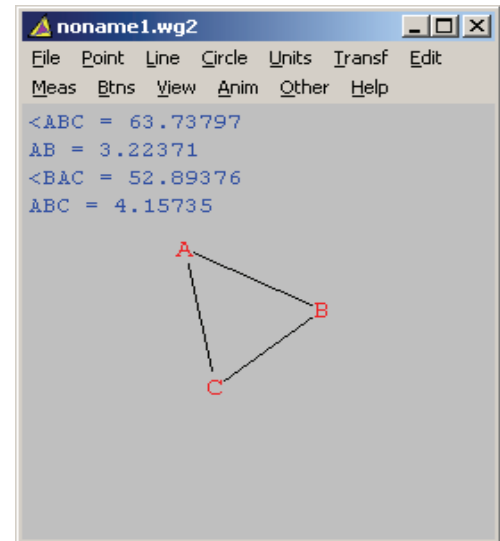 noname1.wg2
File Point Line Circle Units Transf Edit
Meas Btns View Anim Other Help
<ABC = 63.73797
AB = 3.22371
<BAC = 52.89376
ABC = 4.15735
A
B
C